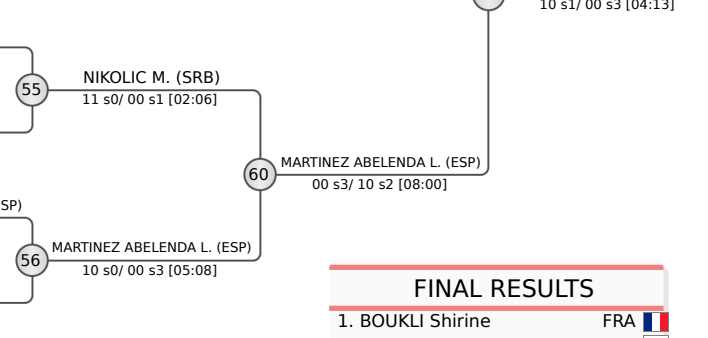 10 s1/ 00 s3 [04:13]
55
NIKOLIC M. (SRB)
11 s0/ 00 s1 [02:06]
60
MARTINEZ ABELENDA L. (ESP)
00 s3/ 10 s2 [08:00]
SP)
56
MARTINEZ ABELENDA L. (ESP)
10 s0/ 00 s3 [05:08]
FINAL RESULTS
1. BOUKLI Shirine FRA